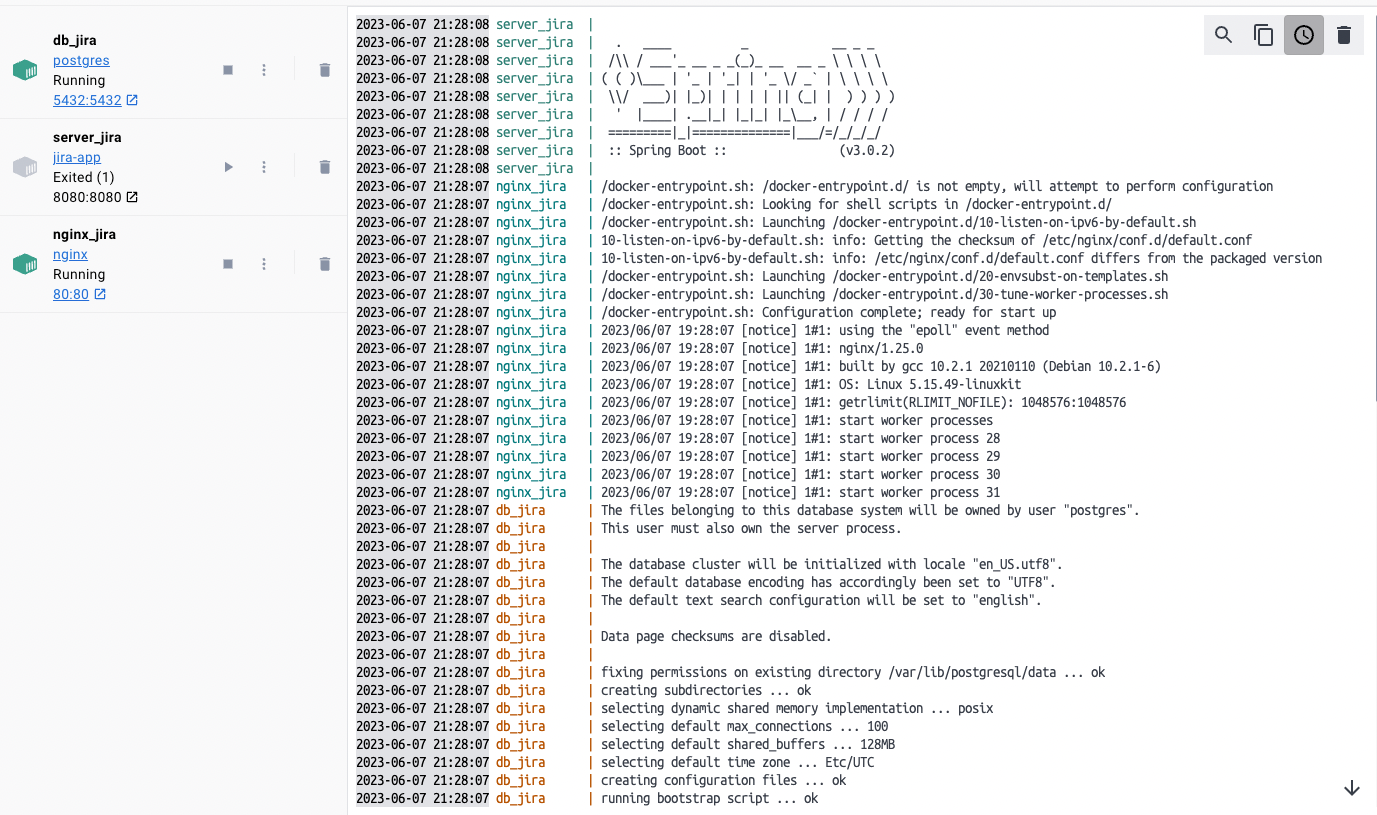 db_jira
postgres
Running
5432:5432
server_jira
jira-app
Exited (1)
8080:8080
nginx_jira
nginx
Running
80:80
2023-06-07 21:28:08 server_jira  |
2023-06-07 21:28:08 server_jira  |   .   ____          _            __ _ _
2023-06-07 21:28:08 server_jira  |  /\\ / ___'_ __ _ _(_)_ __  __ _ \ \ \ \
2023-06-07 21:28:08 server_jira  | ( ( )\___ | '_ | '_| | '_ \/ _` | \ \ \ \
2023-06-07 21:28:08 server_jira  |  \\/  ___)| |_)| | | | | || (_| |  ) ) ) )
2023-06-07 21:28:08 server_jira  |   '  |____| .__|_| |_|_| |_\__, | / / / /
2023-06-07 21:28:08 server_jira  |  =========|_|==============|___/=/_/_/_/
2023-06-07 21:28:08 server_jira  |  :: Spring Boot ::                (v3.0.2)
2023-06-07 21:28:08 server_jira  |
2023-06-07 21:28:07 nginx_jira   | /docker-entrypoint.sh: /docker-entrypoint.d/ is not empty, will attempt to perform configuration
2023-06-07 21:28:07 nginx_jira   | /docker-entrypoint.sh: Looking for shell scripts in /docker-entrypoint.d/
2023-06-07 21:28:07 nginx_jira   | /docker-entrypoint.sh: Launching /docker-entrypoint.d/10-listen-on-ipv6-by-default.sh
2023-06-07 21:28:07 nginx_jira   | 10-listen-on-ipv6-by-default.sh: info: Getting the checksum of /etc/nginx/conf.d/default.conf
2023-06-07 21:28:07 nginx_jira   | 10-listen-on-ipv6-by-default.sh: info: /etc/nginx/conf.d/default.conf differs from the packaged version
2023-06-07 21:28:07 nginx_jira   | /docker-entrypoint.sh: Launching /docker-entrypoint.d/20-envsubst-on-templates.sh
2023-06-07 21:28:07 nginx_jira   | /docker-entrypoint.sh: Launching /docker-entrypoint.d/30-tune-worker-processes.sh
2023-06-07 21:28:07 nginx_jira   | /docker-entrypoint.sh: Configuration complete; ready for start up
2023-06-07 21:28:07 nginx_jira   | 2023/06/07 19:28:07 [notice] 1#1: using the "epoll" event method
2023-06-07 21:28:07 nginx_jira   | 2023/06/07 19:28:07 [notice] 1#1: nginx/1.25.0
2023-06-07 21:28:07 nginx_jira   | 2023/06/07 19:28:07 [notice] 1#1: built by gcc 10.2.1 20210110 (Debian 10.2.1-6)
2023-06-07 21:28:07 nginx_jira   | 2023/06/07 19:28:07 [notice] 1#1: OS: Linux 5.15.49-linuxkit
2023-06-07 21:28:07 nginx_jira   | 2023/06/07 19:28:07 [notice] 1#1: getrlimit(RLIMIT_NOFILE): 1048576:1048576
2023-06-07 21:28:07 nginx_jira   | 2023/06/07 19:28:07 [notice] 1#1: start worker processes
2023-06-07 21:28:07 nginx_jira   | 2023/06/07 19:28:07 [notice] 1#1: start worker process 28
2023-06-07 21:28:07 nginx_jira   | 2023/06/07 19:28:07 [notice] 1#1: start worker process 29
2023-06-07 21:28:07 nginx_jira   | 2023/06/07 19:28:07 [notice] 1#1: start worker process 30
2023-06-07 21:28:07 nginx_jira   | 2023/06/07 19:28:07 [notice] 1#1: start worker process 31
2023-06-07 21:28:07 db_jira      | The files belonging to this database system will be owned by user "postgres".
2023-06-07 21:28:07 db_jira      | This user must also own the server process.
2023-06-07 21:28:07 db_jira      |
2023-06-07 21:28:07 db_jira      | The database cluster will be initialized with locale "en_US.utf8".
2023-06-07 21:28:07 db_jira      | The default database encoding has accordingly been set to "UTF8".
2023-06-07 21:28:07 db_jira      | The default text search configuration will be set to "english".
2023-06-07 21:28:07 db_jira      |
2023-06-07 21:28:07 db_jira      | Data page checksums are disabled.
2023-06-07 21:28:07 db_jira      |
2023-06-07 21:28:07 db_jira      | fixing permissions on existing directory /var/lib/postgresql/data ... ok
2023-06-07 21:28:07 db_jira      | creating subdirectories ... ok
2023-06-07 21:28:07 db_jira      | selecting dynamic shared memory implementation ... posix
2023-06-07 21:28:07 db_jira      | selecting default max_connections ... 100
2023-06-07 21:28:07 db_jira      | selecting default shared_buffers ... 128MB
2023-06-07 21:28:07 db_jira      | selecting default time zone ... Etc/UTC
2023-06-07 21:28:07 db_jira      | creating configuration files ... ok
2023-06-07 21:28:07 db_jira      | running bootstrap script ... ok